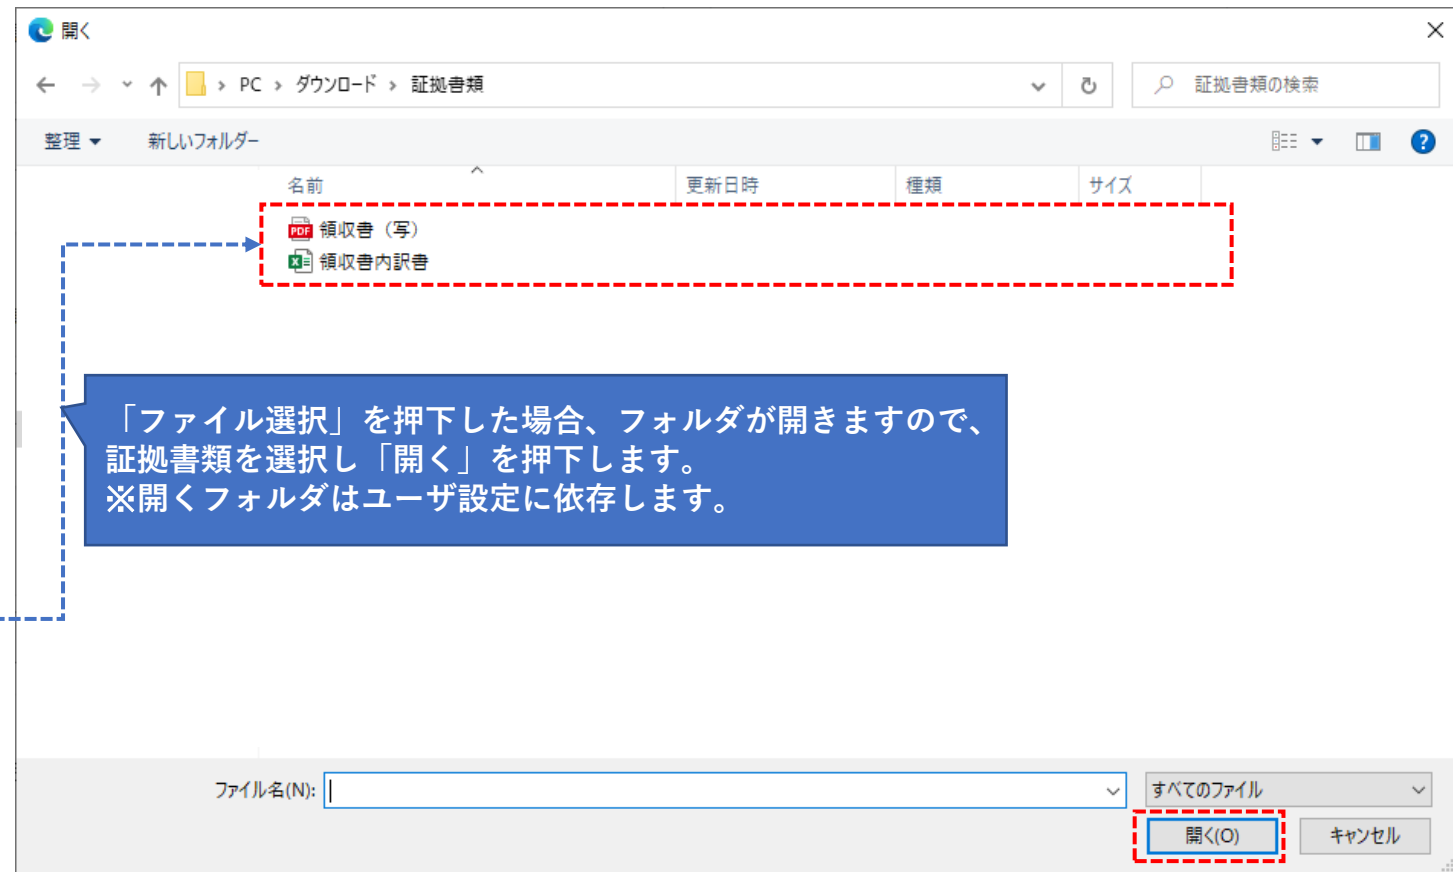 開く
PC › ダウンロード › 証拠書類
証拠書類の検索
整理 新しいフォルダー
名前 更新日時 種類 サイズ
PDF 領収書（写）
領収書内訳書
「ファイル選択」を押下した場合、フォルダが開きますので、
証拠書類を選択し「開く」を押下します。
※開くフォルダはユーザ設定に依存します。
ファイル名(N):
すべてのファイル
開く(O) キャンセル